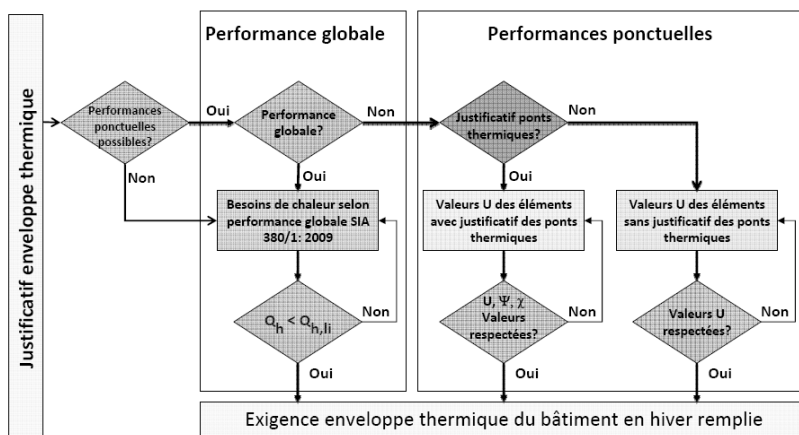 Justificatif enveloppe thermique
Performance globale
Performances ponctuelles
Performances
ponctuelles
possibles?
Oui
Non
Performance
globale?
Non
Oui
Justificatif ponts
thermiques?
Non
Oui
Besoins de chaleur selon
performance globale SIA
380/1: 2009
Valeurs U des éléments
avec justificatif des ponts
thermiques
Valeurs U des éléments
sans justificatif des ponts
thermiques
Qh < Qh,li
Non
Oui
U, Ψ, χ
Valeurs
respectées?
Non
Oui
Valeurs U
respectées?
Non
Oui
Exigence enveloppe thermique du bâtiment en hiver remplie